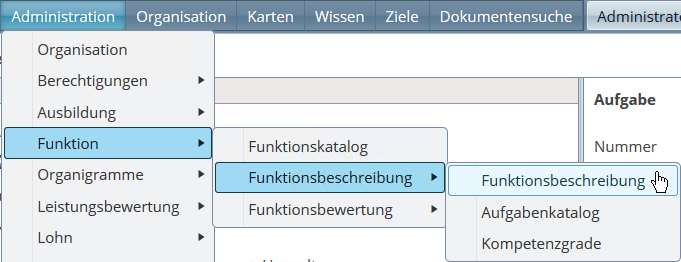 Administration Organisation Karten Wissen Ziele Dokumentensuche
Organisation
Berechtigungen
Ausbildung
Funktion
Organigramme
Leistungsbewertung
Lohn
Funktionskatalog
Funktionsbeschreibung
Funktionsbewertung
Funktionsbeschreibung
Aufgabenkatalog
Kompetenzgrade
Aufgabe
Nummer